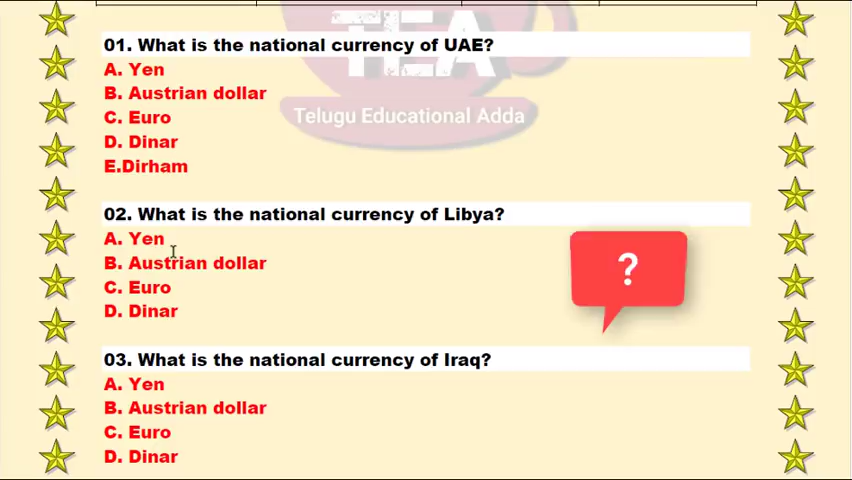 TEA
Telugu Educational Adda
01. What is the national currency of UAE?
A. Yen
B. Austrian dollar
C. Euro
D. Dinar
E.Dirham
02. What is the national currency of Libya?
A. Yen
B. Austrian dollar
C. Euro
D. Dinar
?
03. What is the national currency of Iraq?
A. Yen
B. Austrian dollar
C. Euro
D. Dinar